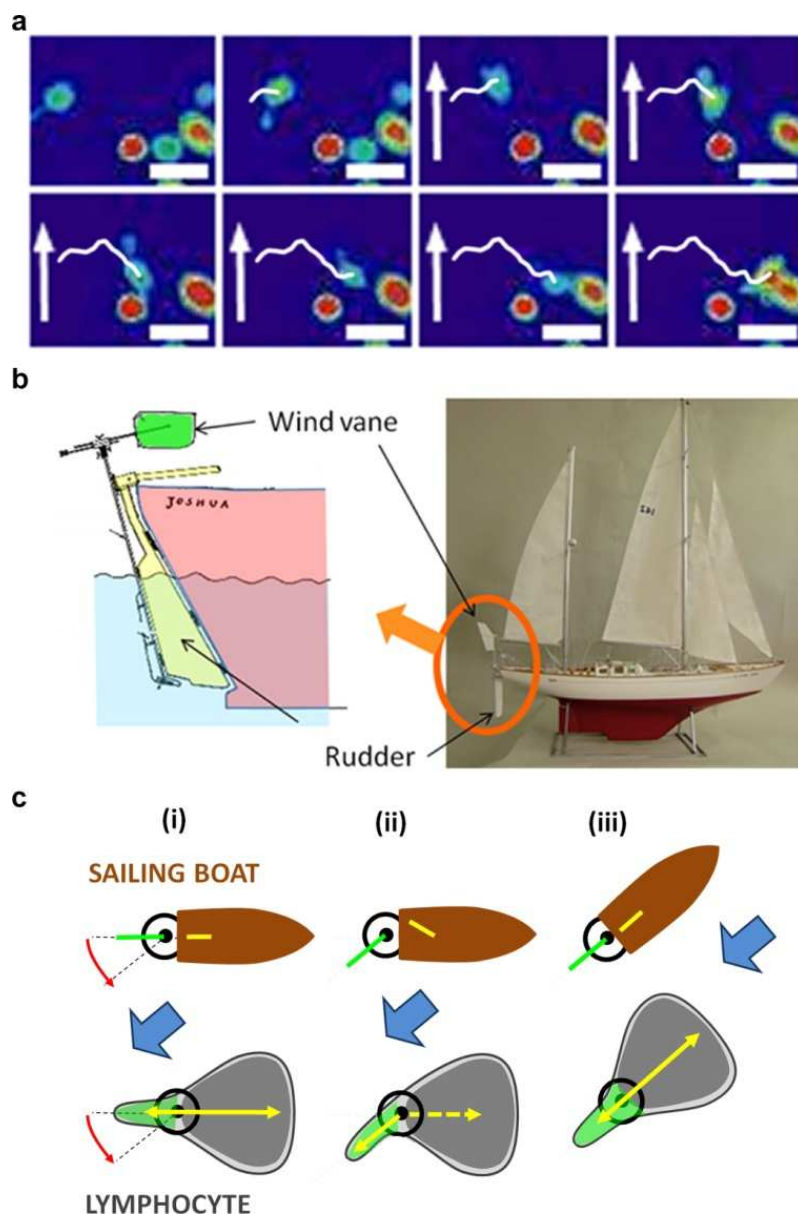 a
b
Wind vane
JOSHUA
Rudder
c
(i)
(ii)
(iii)
SAILING BOAT
LYMPHOCYTE